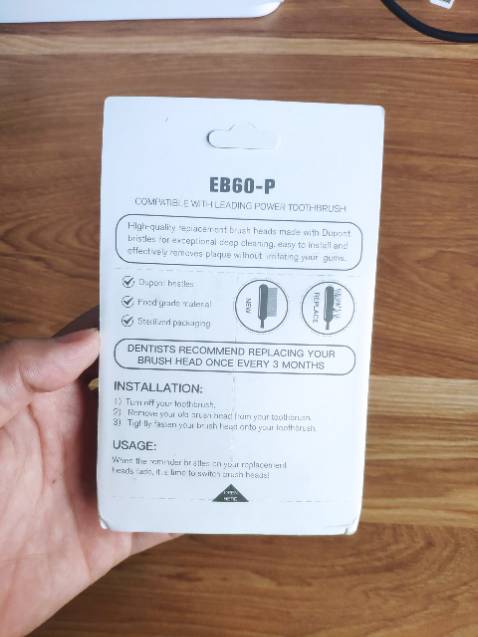 EB60-P
COMPATIBLE WITH LEADING POWER TOOTHBRUSH
High-quality replacement brush heads made with Dupont
bristles for exceptional deep cleaning, easy to install and
effectively removes plaque without irritating your gums.
Dupont bristles
Food grade material
Sterilized packaging
NEW
REPLACE
DENTISTS RECOMMEND REPLACING YOUR
BRUSH HEAD ONCE EVERY 3 MONTHS
INSTALLATION:
1) Turn off your toothbrush.
2) Remove your old brush head from your toothbrush.
3) Tightly fasten your brush head onto your toothbrush.
USAGE:
When the reminder bristles on your replacement
heads fade, it's time to switch brush heads!
OPEN
HERE